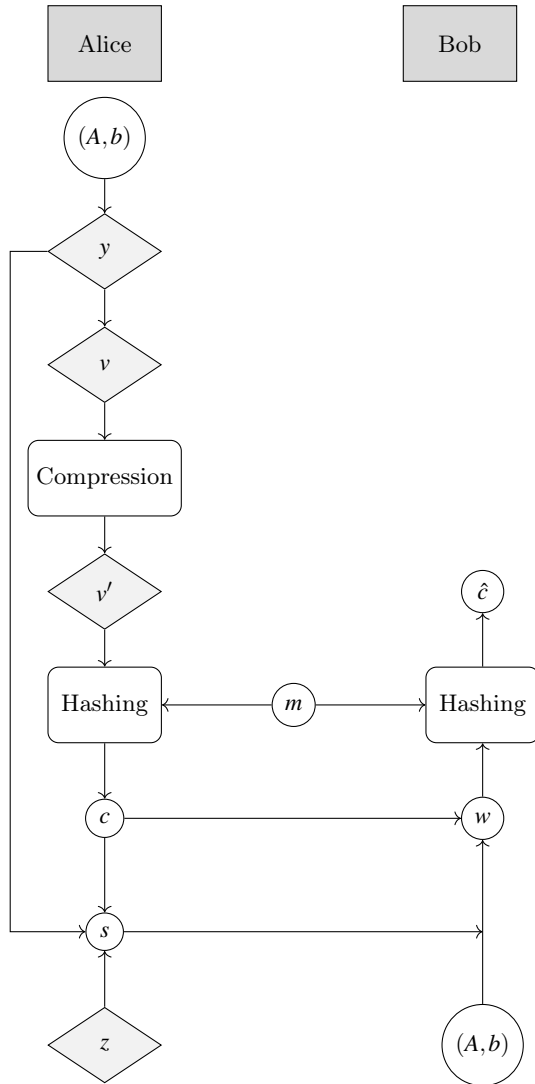 Alice
Bob
(A, b)
y
v
Compression
v′
ĉ
Hashing
m
Hashing
c
w
s
z
(A, b)